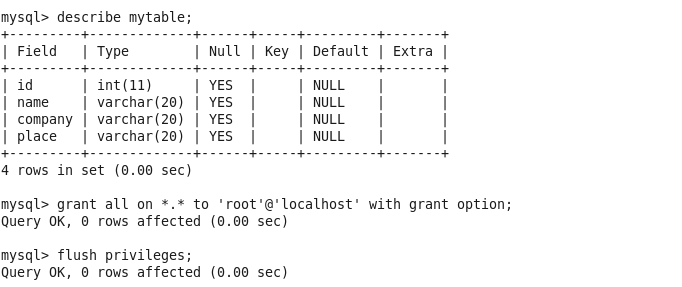 mysql> describe mytable;
+---------+-------------+------+-----+---------+-------+
| Field   | Type        | Null | Key | Default | Extra |
+---------+-------------+------+-----+---------+-------+
| id      | int(11)     | YES  |     | NULL    |       |
| name    | varchar(20) | YES  |     | NULL    |       |
| company | varchar(20) | YES  |     | NULL    |       |
| place   | varchar(20) | YES  |     | NULL    |       |
+---------+-------------+------+-----+---------+-------+
4 rows in set (0.00 sec)

mysql> grant all on *.* to 'root'@'localhost' with grant option;
Query OK, 0 rows affected (0.00 sec)

mysql> flush privileges;
Query OK, 0 rows affected (0.00 sec)